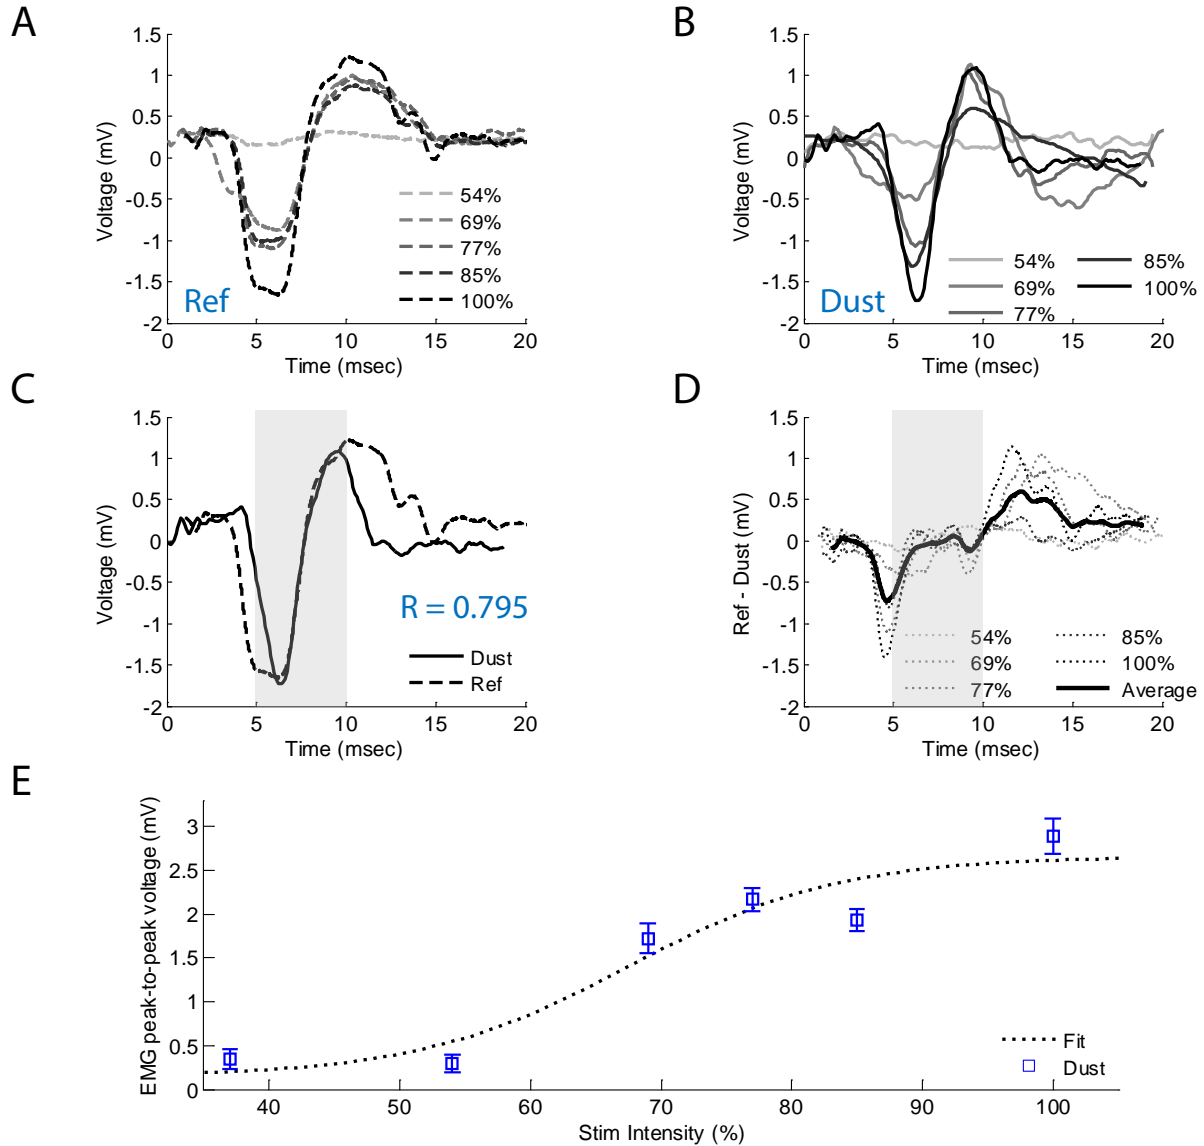 A
1.5
1
0.5
0
-0.5
-1
-1.5
-2
Voltage (mV)
0 5 10 15 20
Time (msec)
54%
69%
77%
85%
100%
Ref
B
1.5
1
0.5
0
-0.5
-1
-1.5
-2
Voltage (mV)
0 5 10 15 20
Time (msec)
54% 85%
69% 100%
77%
Dust
C
1.5
1
0.5
0
-0.5
-1
-1.5
-2
Voltage (mV)
0 5 10 15 20
Time (msec)
R = 0.795
Dust
Ref
D
1.5
1
0.5
0
-0.5
-1
-1.5
-2
Ref - Dust (mV)
0 5 10 15 20
Time (msec)
54% 85%
69% 100%
77% Average
E
3
2.5
2
1.5
1
0.5
0
EMG peak-to-peak voltage (mV)
40 50 60 70 80 90 100
Stim Intensity (%)
Fit
Dust